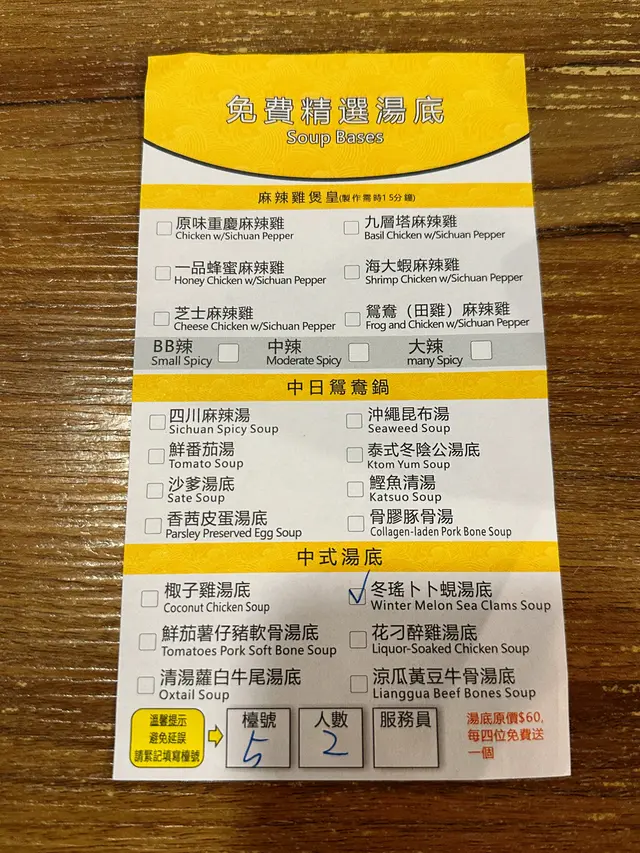 免費精選湯底
Soup Bases
麻辣雞煲皇(製作需時15分鐘)
原味重慶麻辣雞
Chicken w/Sichuan Pepper
九層塔麻辣雞
Basil Chicken w/Sichuan Pepper
一品蜂蜜麻辣雞
Honey Chicken w/Sichuan Pepper
海大蝦麻辣雞
Shrimp Chicken w/Sichuan Pepper
芝士麻辣雞
Cheese Chicken w/Sichuan Pepper
鴛鴦（田雞）麻辣雞
Frog and Chicken w/Sichuan Pepper
BB辣
Small Spicy
中辣
Moderate Spicy
大辣
many Spicy
中日鴛鴦鍋
四川麻辣湯
Sichuan Spicy Soup
沖繩昆布湯
Seaweed Soup
鮮番茄湯
Tomato Soup
泰式冬陰公湯底
Ktom Yum Soup
沙爹湯底
Sate Soup
鰹魚清湯
Katsuo Soup
香茜皮蛋湯底
Parsley Preserved Egg Soup
骨膠豚骨湯
Collagen-laden Pork Bone Soup
中式湯底
椰子雞湯底
Coconut Chicken Soup
冬瑤卜卜蜆湯底
Winter Melon Sea Clams Soup
鮮茄薯仔豬軟骨湯底
Tomatoes Pork Soft Bone Soup
花刁醉雞湯底
Liquor-Soaked Chicken Soup
清湯蘿白牛尾湯底
Oxtail Soup
涼瓜黃豆牛骨湯底
Lianggua Beef Bones Soup
溫馨提示
避免延誤
請緊記填寫檯號
檯號
5
人數
2
服務員
湯底原價$60,
每四位免費送
一個